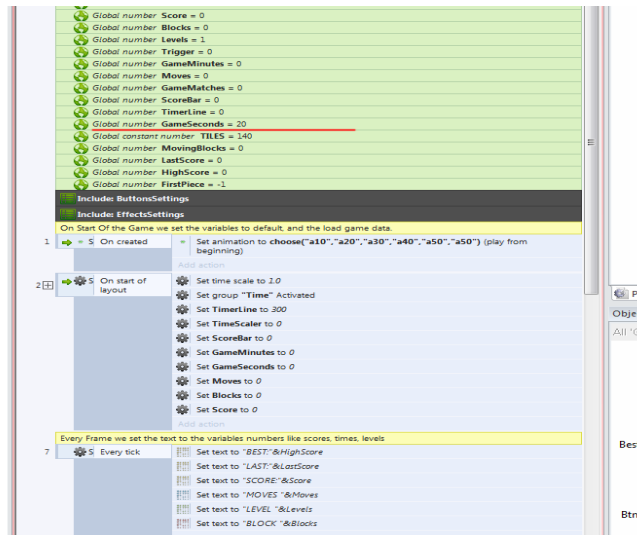 Global number Score = 0
Global number Blocks = 0
Global number Levels = 1
Global number Trigger = 0
Global number GameMinutes = 0
Global number Moves = 0
Global number GameMatches = 0
Global number ScoreBar = 0
Global number TimerLine = 0
Global number GameSeconds = 20
Global constant number TILES = 140
Global number MovingBlocks = 0
Global number LastScore = 0
Global number HighScore = 0
Global number FirstPiece = -1
Include: ButtonsSettings
Include: EffectsSettings
On Start Of the Game we set the variables to default, and the load game data.
1 S On created Set animation to choose("a10","a20","a30","a40","a50","a50") (play from
beginning)
Add action
2 S On start of
layout
Set time scale to 1.0
Set group "Time" Activated
Set TimerLine to 300
Set TimeScaler to 0
Set ScoreBar to 0
Set GameMinutes to 0
Set GameSeconds to 0
Set Moves to 0
Set Blocks to 0
Set Score to 0
Add action
Every Frame we set the text to the variables numbers like scores, times, levels
7 S Every tick Set text to "BEST:"&HighScore
Set text to "LAST:"&LastScore
Set text to "SCORE:"&Score
Set text to "MOVES "&Moves
Set text to "LEVEL "&Levels
Set text to "BLOCK "&Blocks
P
Obje
All '
Best
Btn